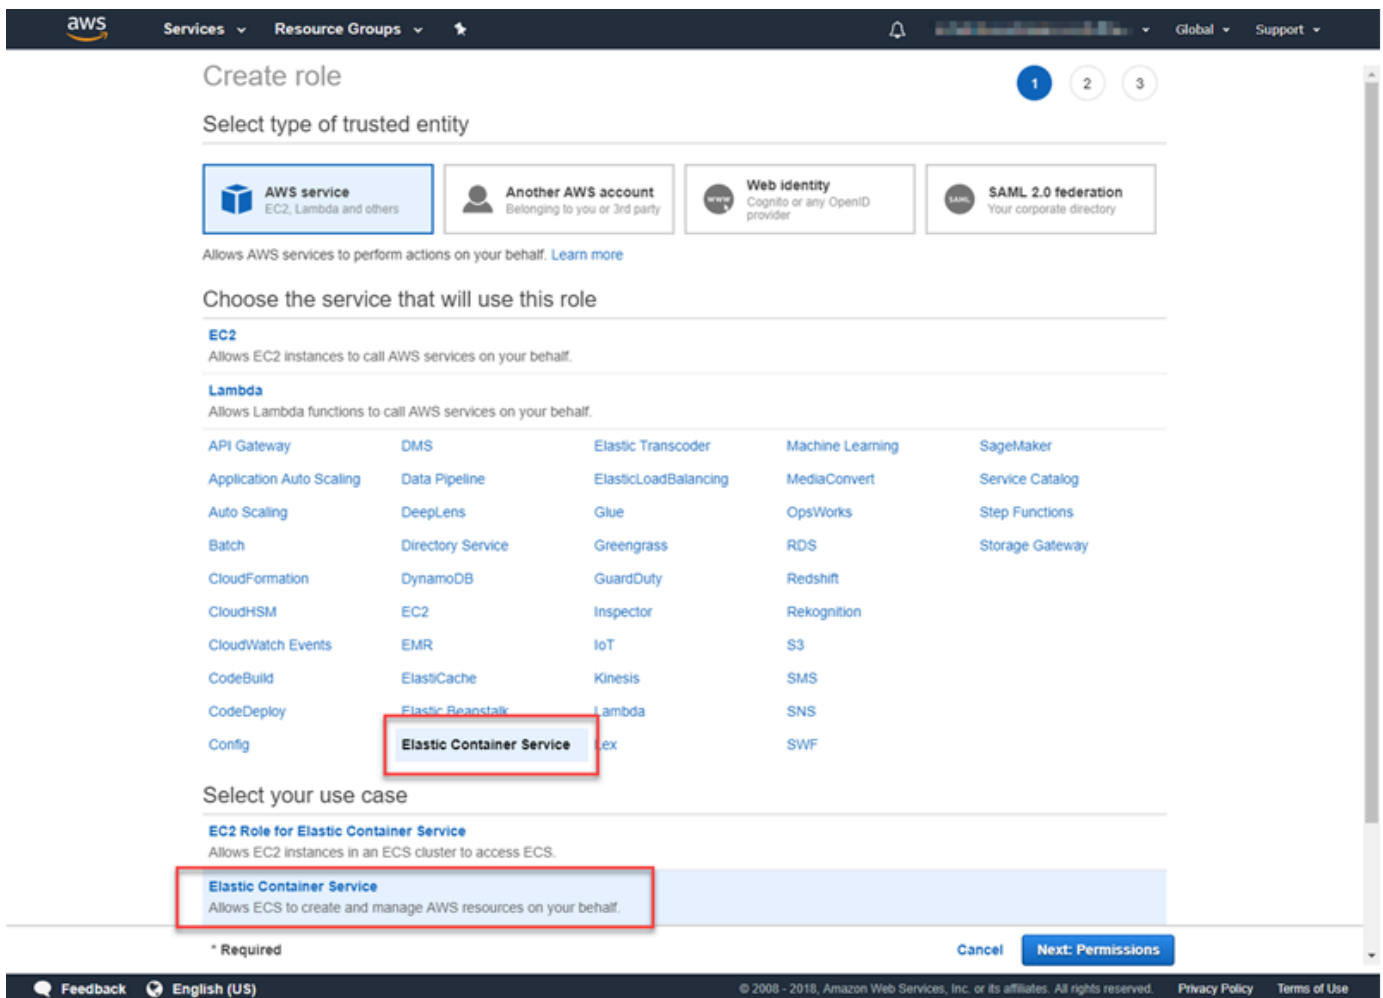 aws Services Resource Groups Global Support
Create role 1 2 3
Select type of trusted entity
AWS service
EC2, Lambda and others
Another AWS account
Belonging to you or 3rd party
www
Web identity
Cognito or any OpenID
provider
SAML
SAML 2.0 federation
Your corporate directory
Allows AWS services to perform actions on your behalf. Learn more
Choose the service that will use this role
EC2
Allows EC2 instances to call AWS services on your behalf.
Lambda
Allows Lambda functions to call AWS services on your behalf.
API Gateway DMS Elastic Transcoder Machine Learning SageMaker
Application Auto Scaling Data Pipeline ElasticLoadBalancing MediaConvert Service Catalog
Auto Scaling DeepLens Glue OpsWorks Step Functions
Batch Directory Service Greengrass RDS Storage Gateway
CloudFormation DynamoDB GuardDuty Redshift
CloudHSM EC2 Inspector Rekognition
CloudWatch Events EMR IoT S3
CodeBuild ElastiCache Kinesis SMS
CodeDeploy Elastic Beanstalk Lambda SNS
Config Elastic Container Service Lex SWF
Select your use case
EC2 Role for Elastic Container Service
Allows EC2 instances in an ECS cluster to access ECS.
Elastic Container Service
Allows ECS to create and manage AWS resources on your behalf.
* Required Cancel Next: Permissions
Feedback English (US) © 2008 - 2018, Amazon Web Services, Inc. or its affiliates. All rights reserved. Privacy Policy Terms of Use